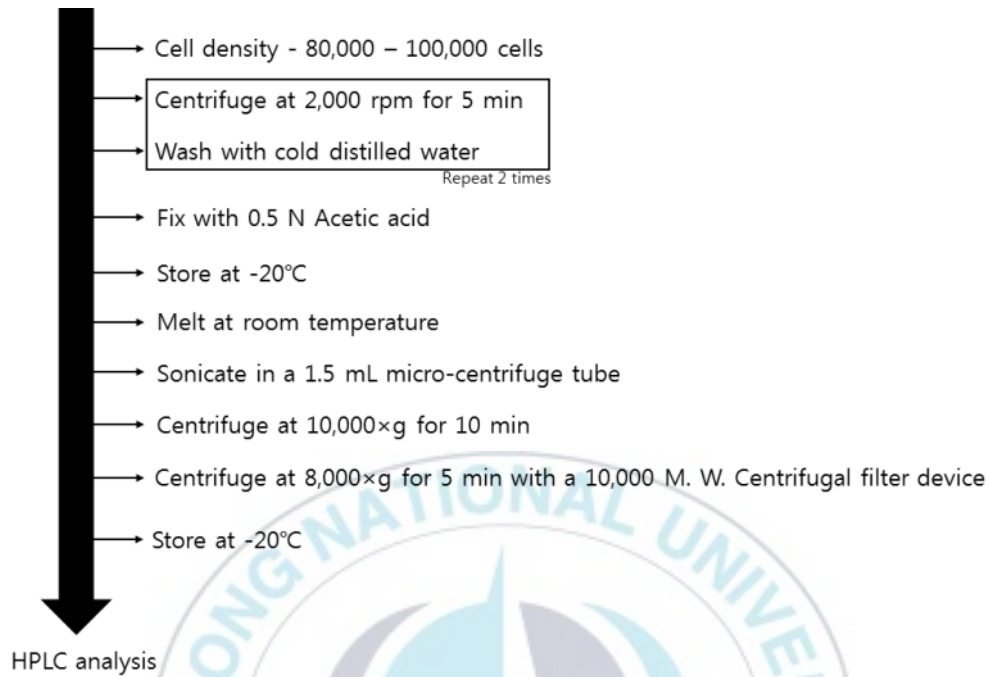 Cell density - 80,000 – 100,000 cells
Centrifuge at 2,000 rpm for 5 min
Wash with cold distilled water
Repeat 2 times
Fix with 0.5 N Acetic acid
Store at -20℃
Melt at room temperature
Sonicate in a 1.5 mL micro-centrifuge tube
Centrifuge at 10,000×g for 10 min
Centrifuge at 8,000×g for 5 min with a 10,000 M. W. Centrifugal filter device
Store at -20℃
HPLC analysis
ONG NATIONAL UNIVE